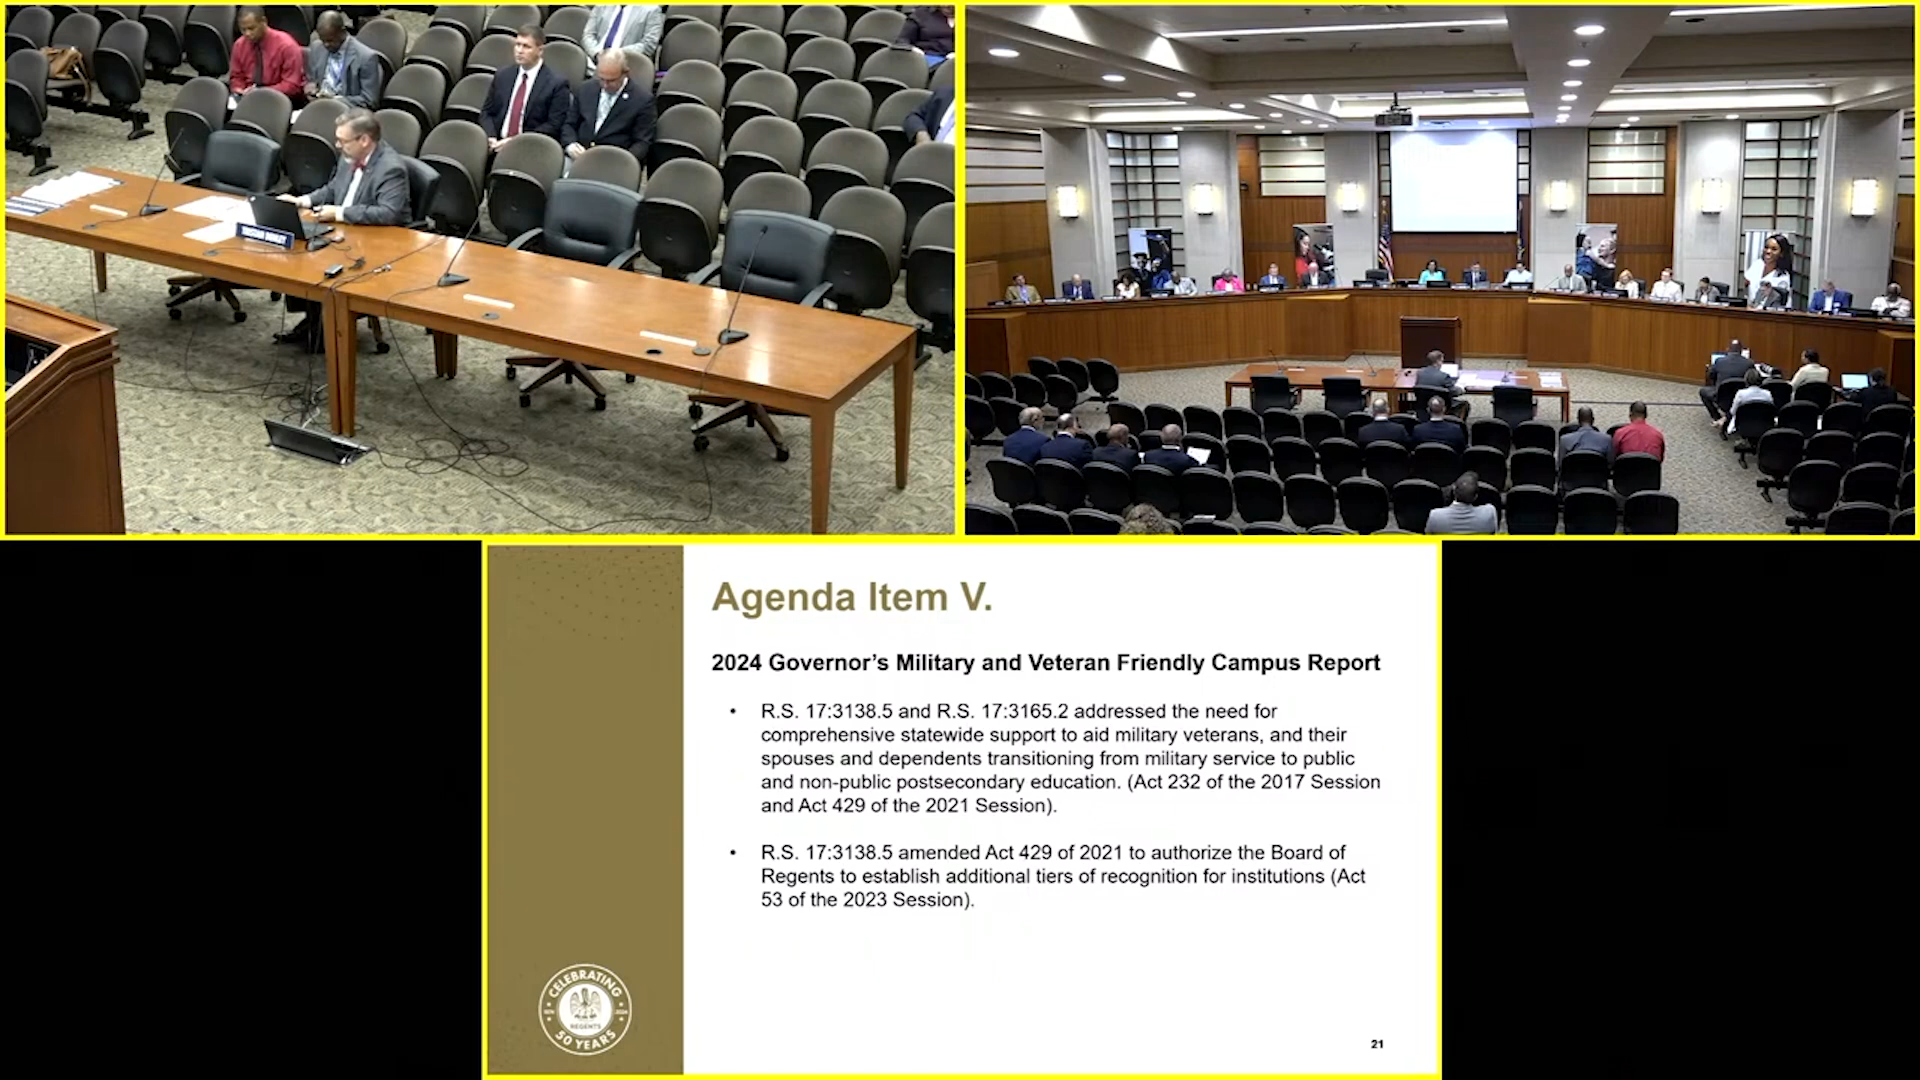 Agenda Item V.
2024 Governor's Military and Veteran Friendly Campus Report
• R.S. 17:3138.5 and R.S. 17:3165.2 addressed the need for
comprehensive statewide support to aid military veterans, and their
spouses and dependents transitioning from military service to public
and non-public postsecondary education. (Act 232 of the 2017 Session
and Act 429 of the 2021 Session).
• R.S. 17:3138.5 amended Act 429 of 2021 to authorize the Board of
Regents to establish additional tiers of recognition for institutions (Act
53 of the 2023 Session).
CELEBRATING
REGENTS
50 YEARS
21